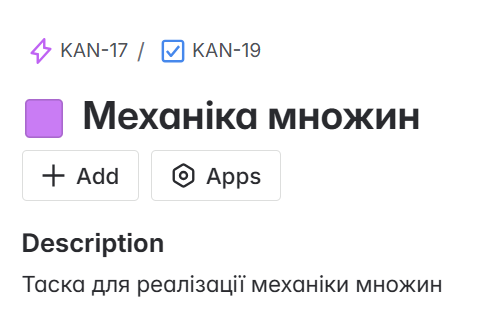 KAN-17 / KAN-19
Механіка множин
Add Apps
Description
Таска для реалізації механіки множин